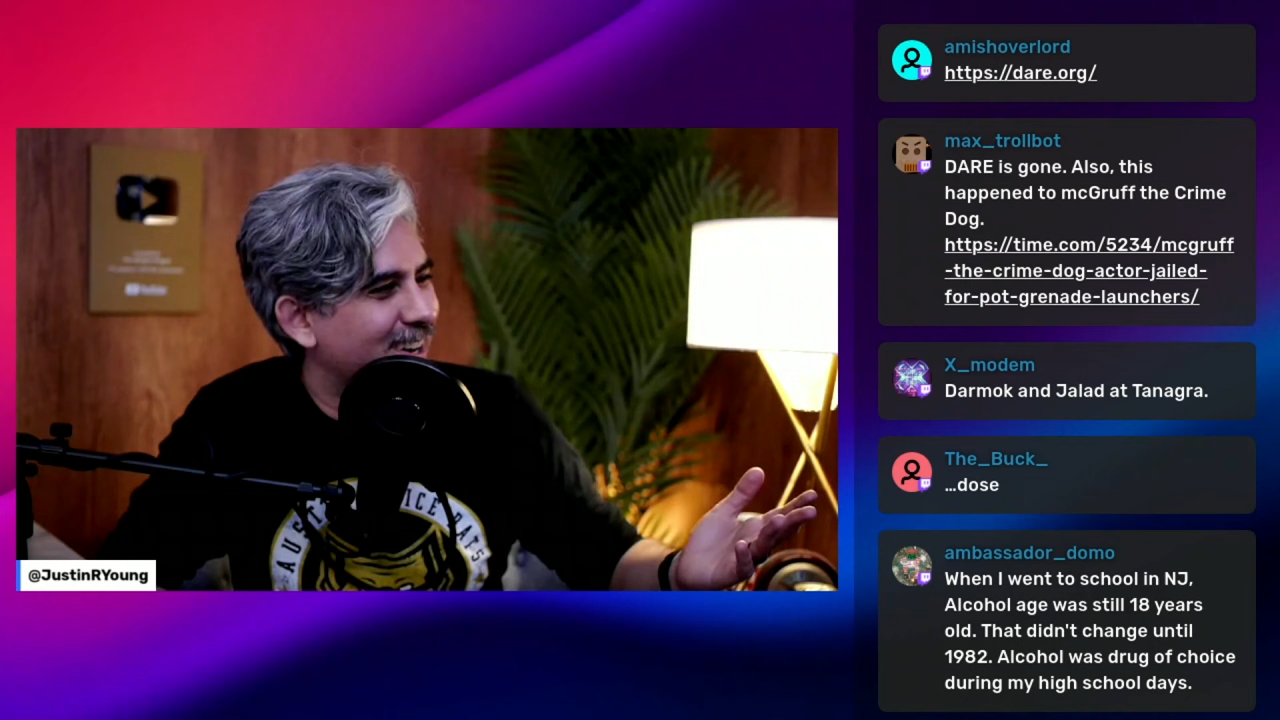 @JustinRYoung
amishoverlord
https://dare.org/
max_trollbot
DARE is gone. Also, this
happened to mcGruff the Crime
Dog.
https://time.com/5234/mcgruff
-the-crime-dog-actor-jailed-
for-pot-grenade-launchers/
X_modem
Darmok and Jalad at Tanagra.
The_Buck_
…dose
ambassador_domo
When I went to school in NJ,
Alcohol age was still 18 years
old. That didn't change until
1982. Alcohol was drug of choice
during my high school days.